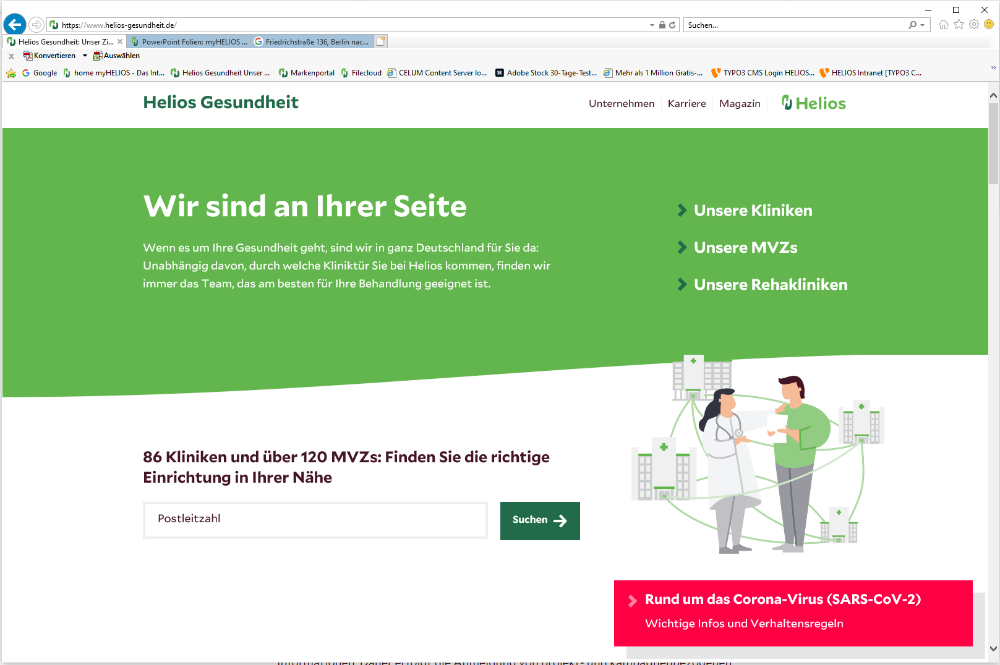 https://www.helios-gesundheit.de/
Suchen...
Helios Gesundheit: Unser Zi...
PowerPoint Folien: myHELIOS ...
Friedrichstraße 136, Berlin nac...
Konvertieren
Auswählen
Google
home myHELIOS - Das Int...
Helios Gesundheit Unser ...
Markenportal
Filecloud
CELUM Content Server lo...
St
Adobe Stock 30-Tage-Test...
Mehr als 1 Million Gratis-...
TYPO3 CMS Login HELIOS...
HELIOS Intranet [TYPO3 C...
Helios Gesundheit
Unternehmen
Karriere
Magazin
Helios
Wir sind an Ihrer Seite
Wenn es um Ihre Gesundheit geht, sind wir in ganz Deutschland für Sie da:
Unabhängig davon, durch welche Kliniktür Sie bei Helios kommen, finden wir
immer das Team, das am besten für Ihre Behandlung geeignet ist.
Unsere Kliniken
Unsere MVZs
Unsere Rehakliniken
86 Kliniken und über 120 MVZs: Finden Sie die richtige
Einrichtung in Ihrer Nähe
Postleitzahl
Suchen
Rund um das Corona-Virus (SARS-CoV-2)
Wichtige Infos und Verhaltensregeln